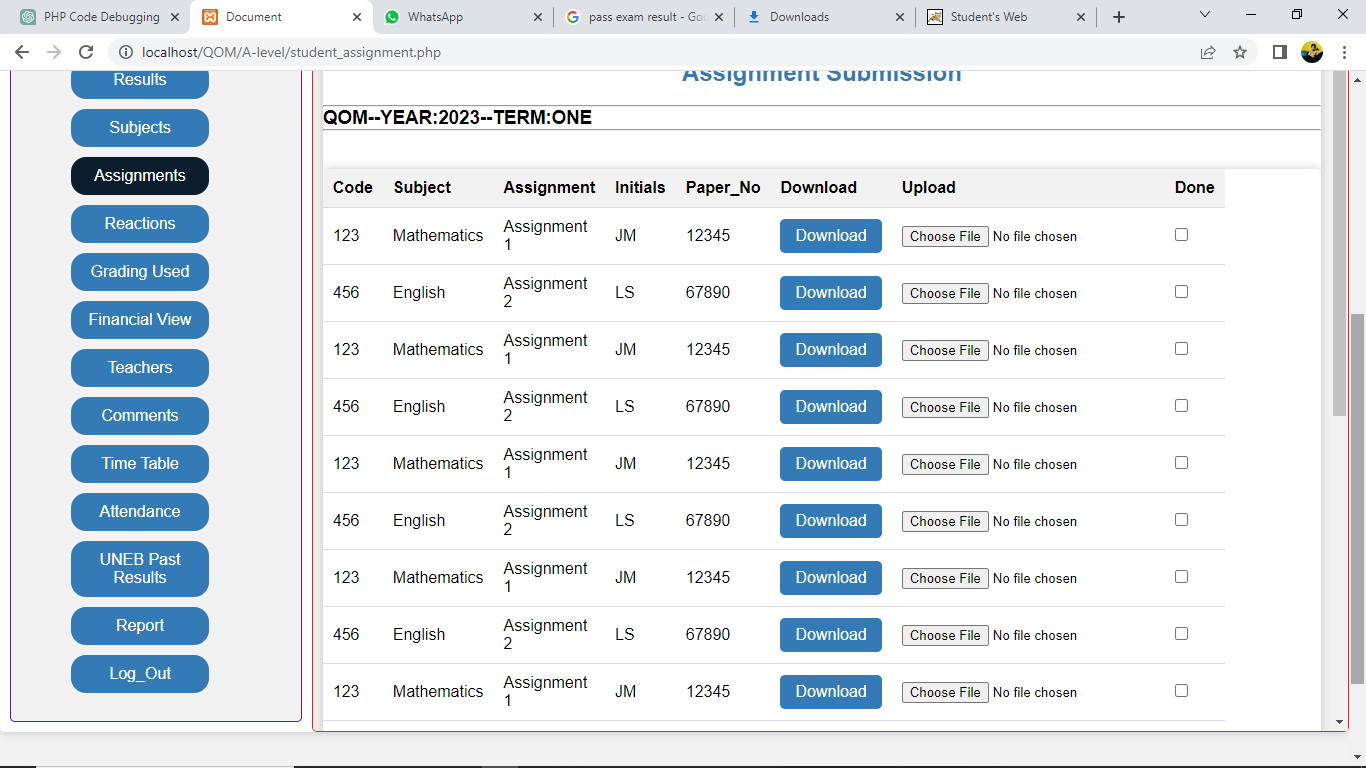 PHP Code Debugging
Document
WhatsApp
pass exam result - Goo
Downloads
Student's Web
localhost/QOM/A-level/student_assignment.php
Results
Subjects
Assignments
Reactions
Grading Used
Financial View
Teachers
Comments
Time Table
Attendance
UNEB Past
Results
Report
Log_Out
Assignment Submission
QOM--YEAR:2023--TERM:ONE
Code Subject Assignment Initials Paper_No Download Upload Done
123 Mathematics Assignment 1 JM 12345 Download Choose File No file chosen
456 English Assignment 2 LS 67890 Download Choose File No file chosen
123 Mathematics Assignment 1 JM 12345 Download Choose File No file chosen
456 English Assignment 2 LS 67890 Download Choose File No file chosen
123 Mathematics Assignment 1 JM 12345 Download Choose File No file chosen
456 English Assignment 2 LS 67890 Download Choose File No file chosen
123 Mathematics Assignment 1 JM 12345 Download Choose File No file chosen
456 English Assignment 2 LS 67890 Download Choose File No file chosen
123 Mathematics Assignment 1 JM 12345 Download Choose File No file chosen